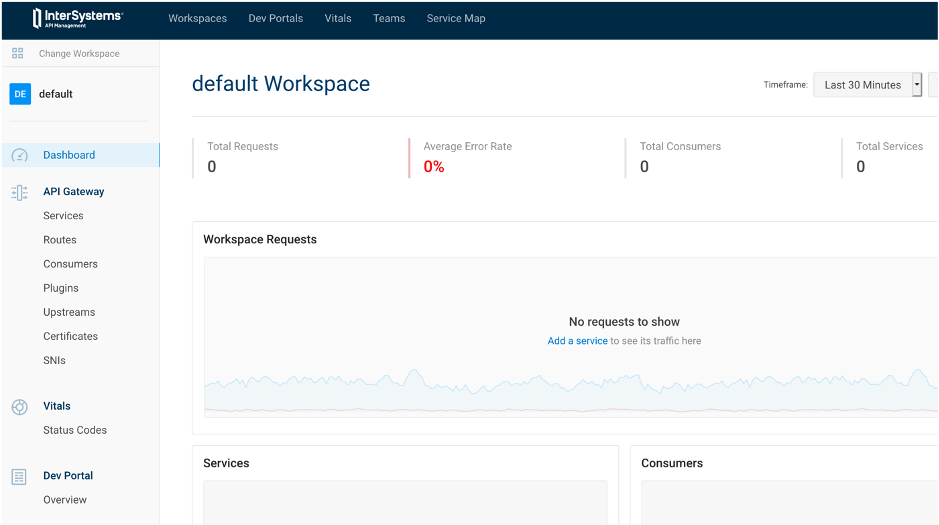 InterSystems®
API Management
Workspaces Dev Portals Vitals Teams Service Map
Change Workspace
DE default
Dashboard
API Gateway
Services
Routes
Consumers
Plugins
Upstreams
Certificates
SNIs
Vitals
Status Codes
Dev Portal
Overview
default Workspace
Timeframe: Last 30 Minutes
Total Requests
0
Average Error Rate
0%
Total Consumers
0
Total Services
0
Workspace Requests
No requests to show
Add a service to see its traffic here
Services
Consumers